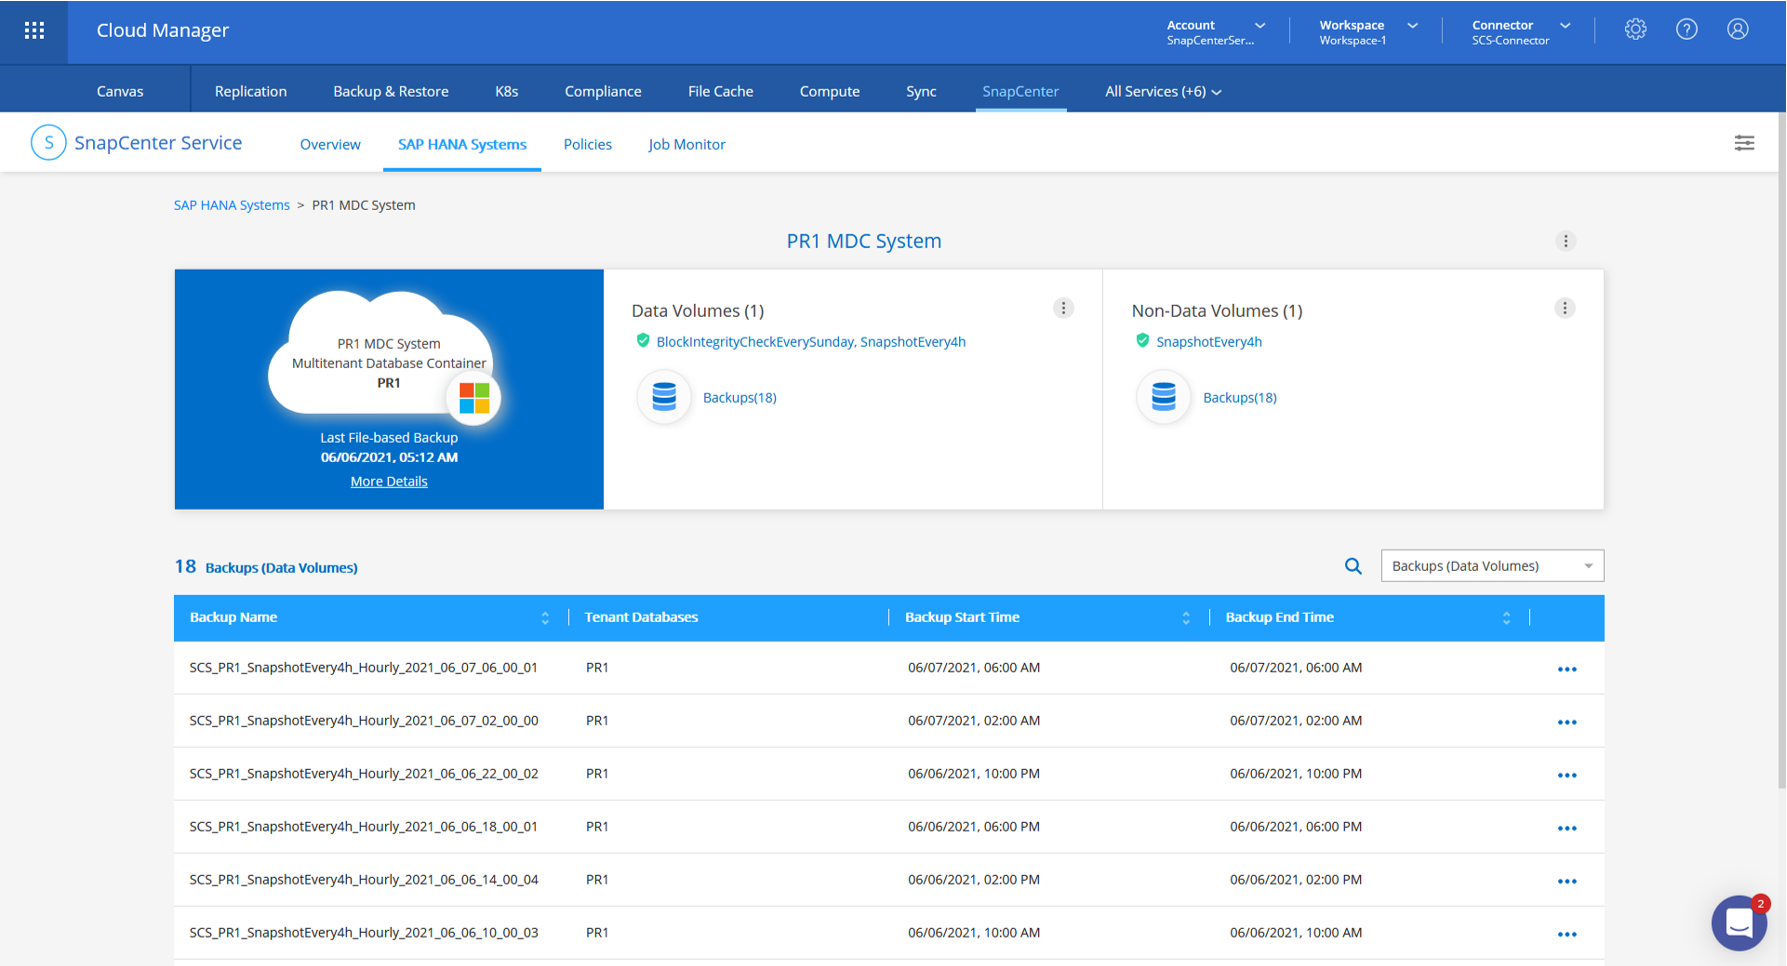 Cloud Manager
Account
SnapCenterSer...
Workspace
Workspace-1
Connector
SCS-Connector
?
Canvas
Replication
Backup & Restore
K8s
Compliance
File Cache
Compute
Sync
SnapCenter
All Services (+6)
S
SnapCenter Service
Overview
SAP HANA Systems
Policies
Job Monitor
SAP HANA Systems > PR1 MDC System
PR1 MDC System
PR1 MDC System
Multitenant Database Container
PR1
Last File-based Backup
06/06/2021, 05:12 AM
More Details
Data Volumes (1)
BlockIntegrityCheckEverySunday, SnapshotEvery4h
Backups(18)
Non-Data Volumes (1)
SnapshotEvery4h
Backups(18)
18 Backups (Data Volumes)
Backups (Data Volumes)
Backup Name Tenant Databases Backup Start Time Backup End Time
SCS_PR1_SnapshotEvery4h_Hourly_2021_06_07_06_00_01 PR1 06/07/2021, 06:00 AM 06/07/2021, 06:00 AM
SCS_PR1_SnapshotEvery4h_Hourly_2021_06_07_02_00_00 PR1 06/07/2021, 02:00 AM 06/07/2021, 02:00 AM
SCS_PR1_SnapshotEvery4h_Hourly_2021_06_06_22_00_02 PR1 06/06/2021, 10:00 PM 06/06/2021, 10:00 PM
SCS_PR1_SnapshotEvery4h_Hourly_2021_06_06_18_00_01 PR1 06/06/2021, 06:00 PM 06/06/2021, 06:00 PM
SCS_PR1_SnapshotEvery4h_Hourly_2021_06_06_14_00_04 PR1 06/06/2021, 02:00 PM 06/06/2021, 02:00 PM
SCS_PR1_SnapshotEvery4h_Hourly_2021_06_06_10_00_03 PR1 06/06/2021, 10:00 AM 06/06/2021, 10:00 AM
2